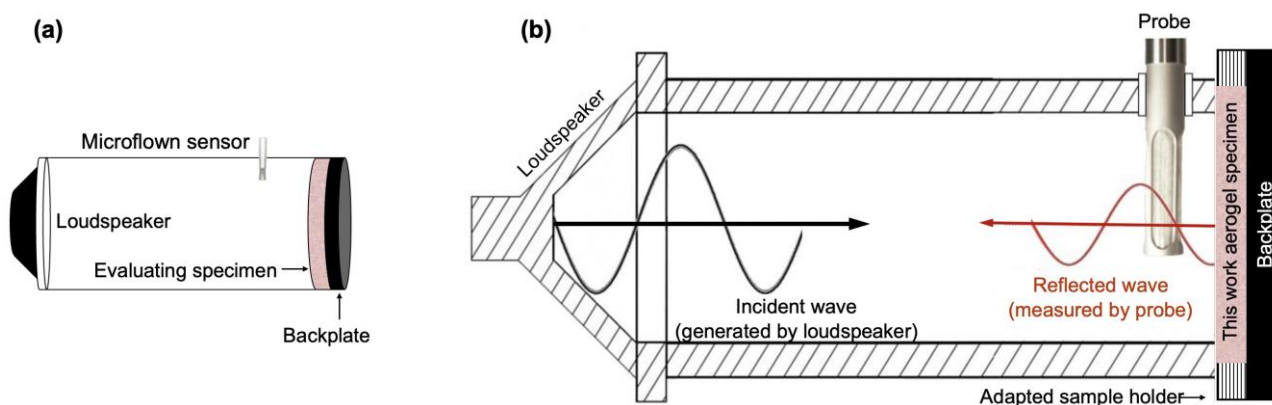 (a)
Microflown sensor
Loudspeaker
Evaluating specimen
Backplate
(b)
Probe
Loudspeaker
Incident wave
(generated by loudspeaker)
Reflected wave
(measured by probe)
This work aerogel specimen
Backplate
Adapted sample holder